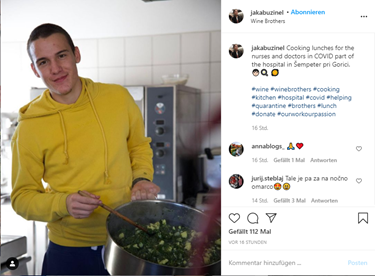 jakabuzinel • Abonnieren
Wine Brothers
jakabuzinel Cooking lunches for the
nurses and doctors in COVID part of
the hospital in Šempeter pri Gorici.
#wine #winebrothers #cooking
#kitchen #hospital #covid #helping
#quarantine #brothers #lunch
#donate #ourworkourpassion
16 Std.
annablogs_
16 Std. Gefällt 1 Mal Antworten
jurij.steblaj Tale je pa za na nočno
omarco
14 Std. Gefällt 3 Mal Antworten
Gefällt 112 Mal
VOR 16 STUNDEN
Kommentar hinzufügen ...
Posten